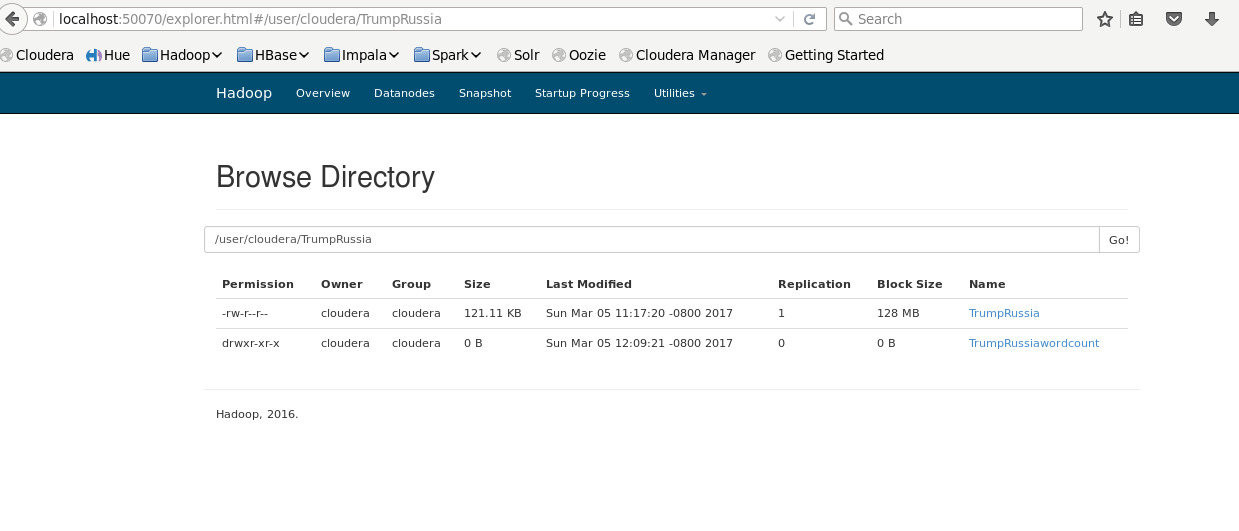 localhost:50070/explorer.html#/user/cloudera/TrumpRussia Search
Cloudera Hue Hadoop HBase Impala Spark Solr Oozie Cloudera Manager Getting Started
Hadoop Overview Datanodes Snapshot Startup Progress Utilities
Browse Directory
/user/cloudera/TrumpRussia Go!
Permission Owner Group Size Last Modified Replication Block Size Name
-rw-r--r-- cloudera cloudera 121.11 KB Sun Mar 05 11:17:20 -0800 2017 1 128 MB TrumpRussia
drwxr-xr-x cloudera cloudera 0 B Sun Mar 05 12:09:21 -0800 2017 0 0 B TrumpRussiawordcount
Hadoop, 2016.